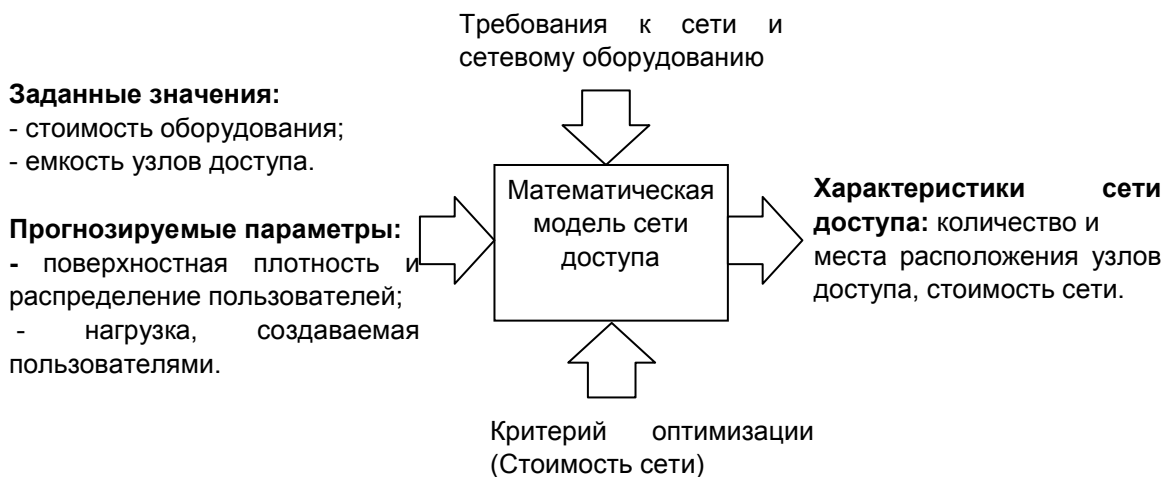 Требования к сети и
сетевому оборудованию
Заданные значения:
- стоимость оборудования;
- емкость узлов доступа.
Прогнозируемые параметры:
- поверхностная плотность и
распределение пользователей;
- нагрузка, создаваемая
пользователями.
Математическая
модель сети
доступа
Характеристики сети
доступа: количество и
места расположения узлов
доступа, стоимость сети.
Критерий оптимизации
(Стоимость сети)